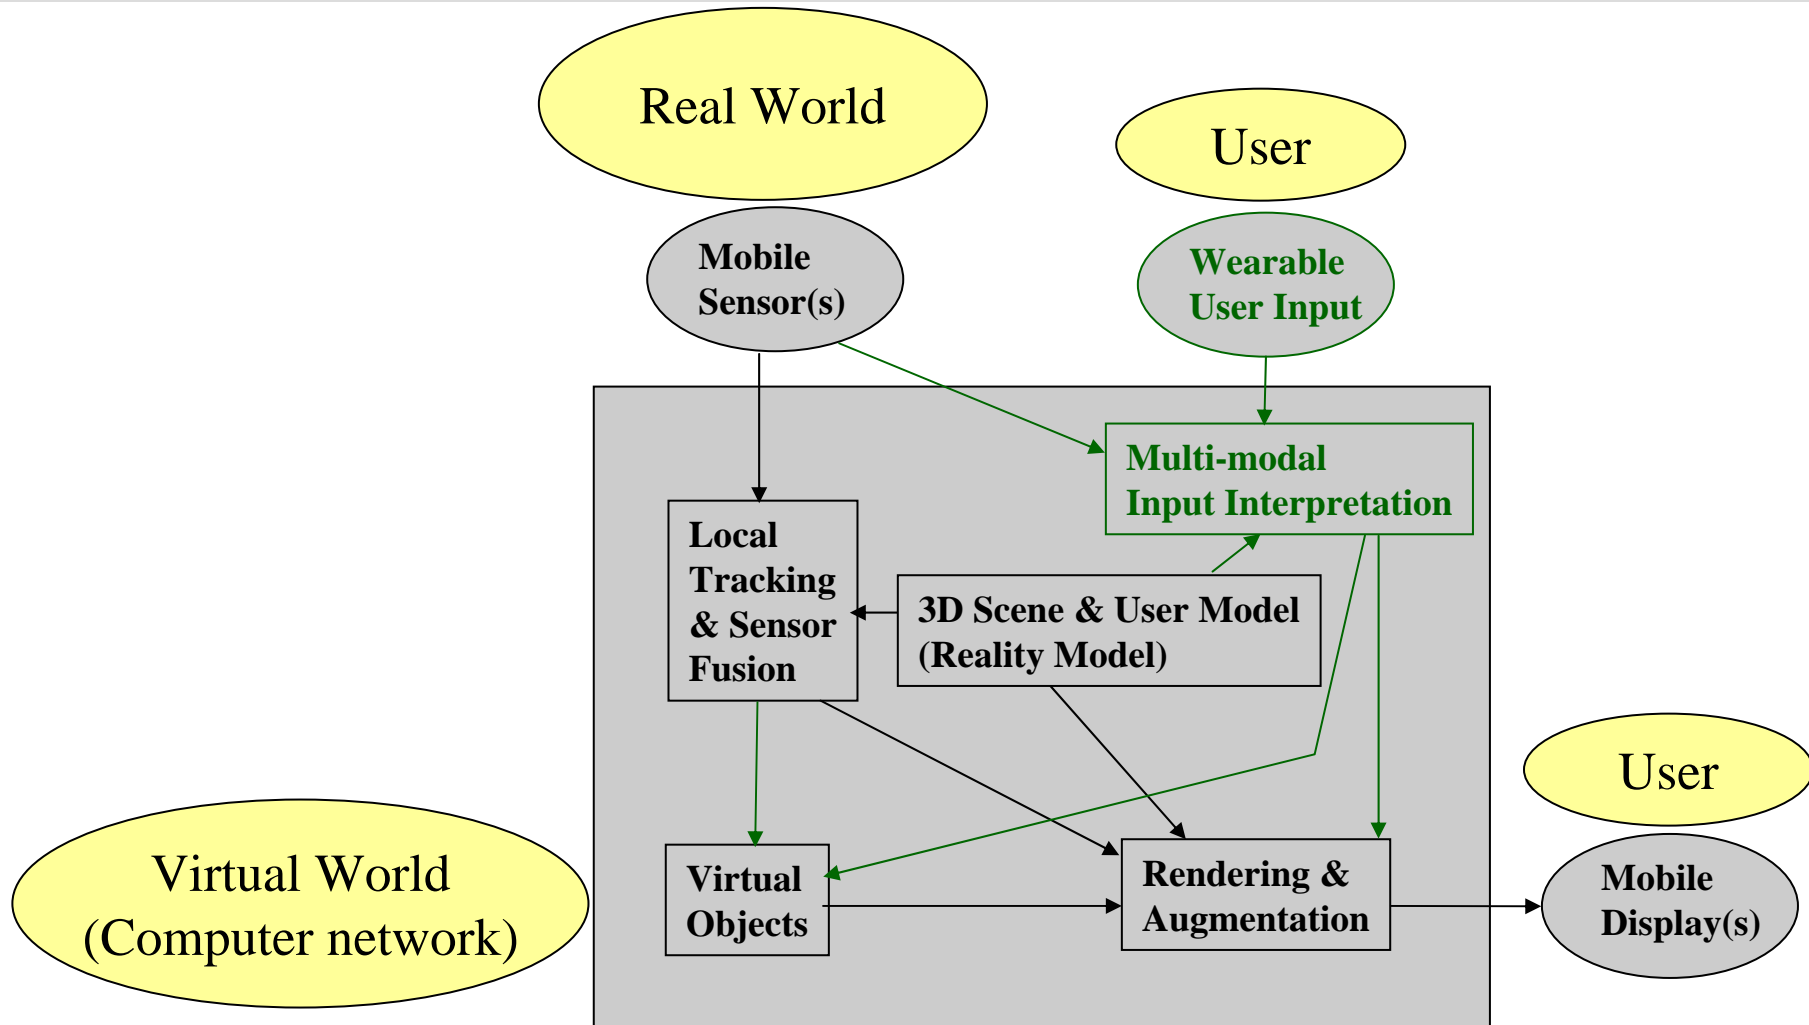 Real World
User
Mobile
Sensor(s)
Wearable
User Input
Multi-modal
Input Interpretation
Local
Tracking
& Sensor
Fusion
3D Scene & User Model
(Reality Model)
User
Virtual World
(Computer network)
Virtual
Objects
Rendering &
Augmentation
Mobile
Display(s)